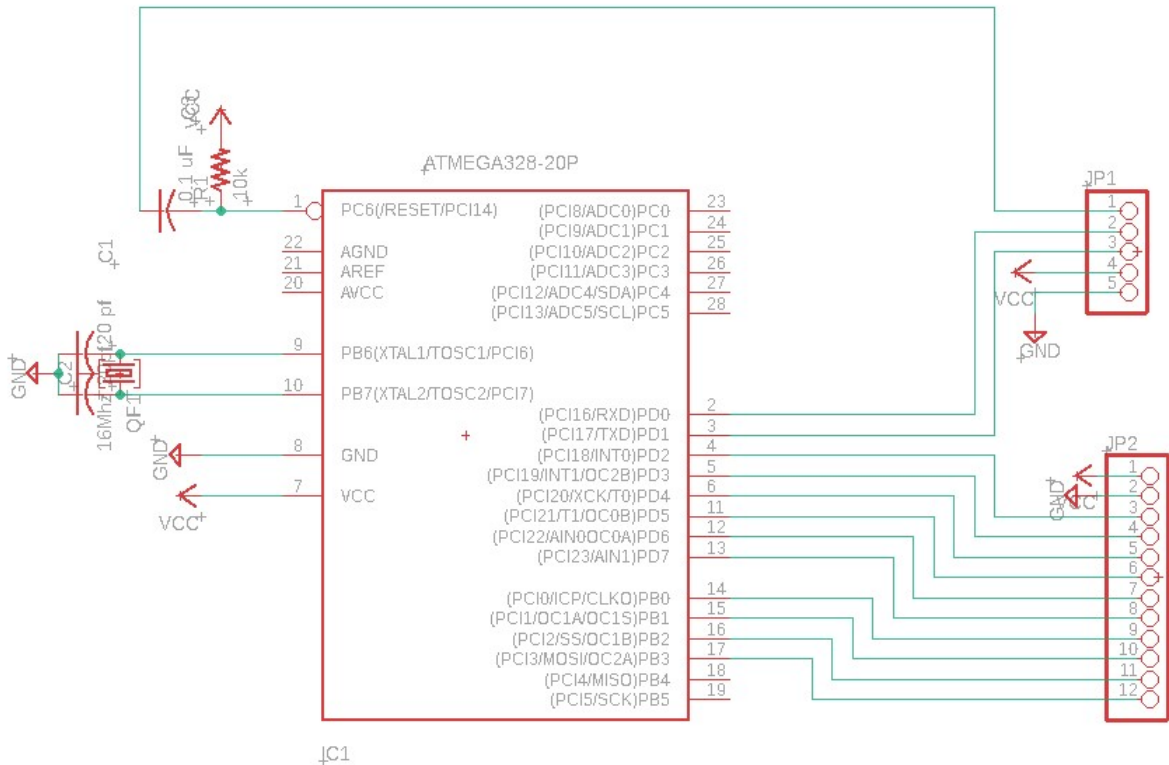 VCC
0.1 uF
R1
10k
ATMEGA328-20P
1
PC6(/RESET/PCI14)
22
AGND
21
AREF
20
AVCC
9
PB6(XTAL1/TOSC1/PCI6)
10
PB7(XTAL2/TOSC2/PCI7)
8
GND
7
VCC
(PCI8/ADC0)PC0
23
(PCI9/ADC1)PC1
24
(PCI10/ADC2)PC2
25
(PCI11/ADC3)PC3
26
(PCI12/ADC4/SDA)PC4
27
(PCI13/ADC5/SCL)PC5
28
(PCI16/RXD)PD0
2
(PCI17/TXD)PD1
3
(PCI18/INT0)PD2
4
(PCI19/INT1/OC2B)PD3
5
(PCI20/XCK/T0)PD4
6
(PCI21/T1/OC0B)PD5
11
(PCI22/AIN0OC0A)PD6
12
(PCI23/AIN1)PD7
13
(PCI0/ICP/CLKO)PB0
14
(PCI1/OC1A/OC1S)PB1
15
(PCI2/SS/OC1B)PB2
16
(PCI3/MOSI/OC2A)PB3
17
(PCI4/MISO)PB4
18
(PCI5/SCK)PB5
19
IC1
C1
20 pf
C2
16Mhz
QF1
GND
GND
VCC
JP1
1
2
3
4
5
VCC
GND
JP2
1
2
3
4
5
6
7
8
9
10
11
12
GND